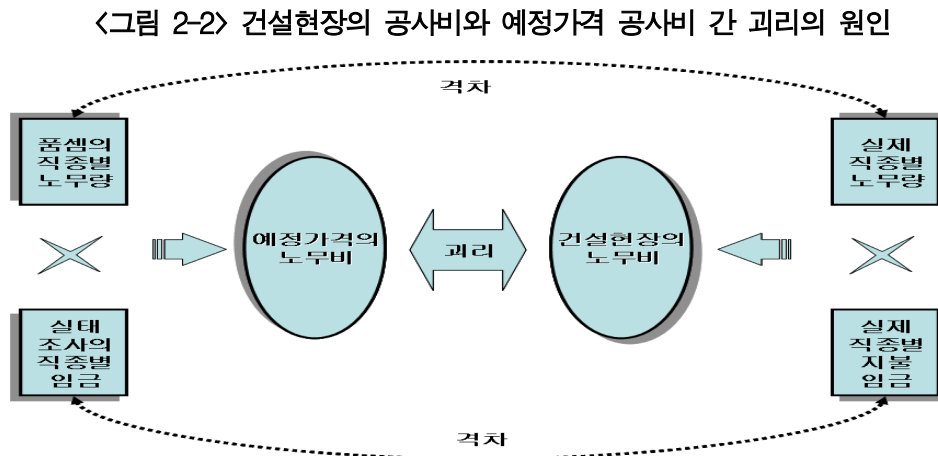 <그림 2-2> 건설현장의 공사비와 예정가격 공사비 간 괴리의 원인
격차
품셈의
직종별
노무량
실제
직종별
노무량
예정가격의
노무비
괴리
건설현장의
노무비
실태
조사의
직종별
임금
실제
직종별
지불
임금
격차